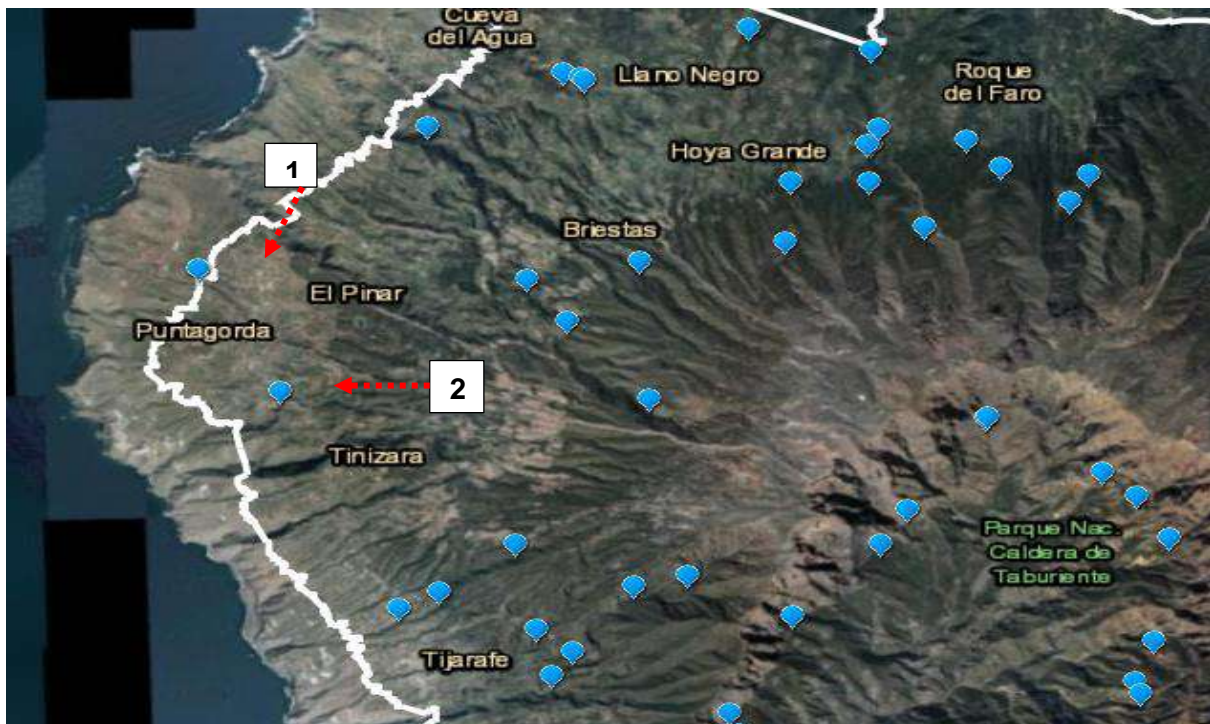 Cueva
del Agua
Llano Negro
Roque
del Faro
1
Hoya Grande
Briestas
El Pinar
Puntagorda
2
Tiñizara
Parque Nac.
Caldera de
Taburiente
Tijarafe